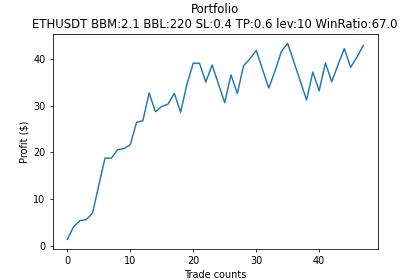 Portfolio
ETHUSDT BBM:2.1 BBL:220 SL:0.4 TP:0.6 lev:10 WinRatio:67.0
Profit ($)
40
30
20
10
0
0 10 20 30 40
Trade counts